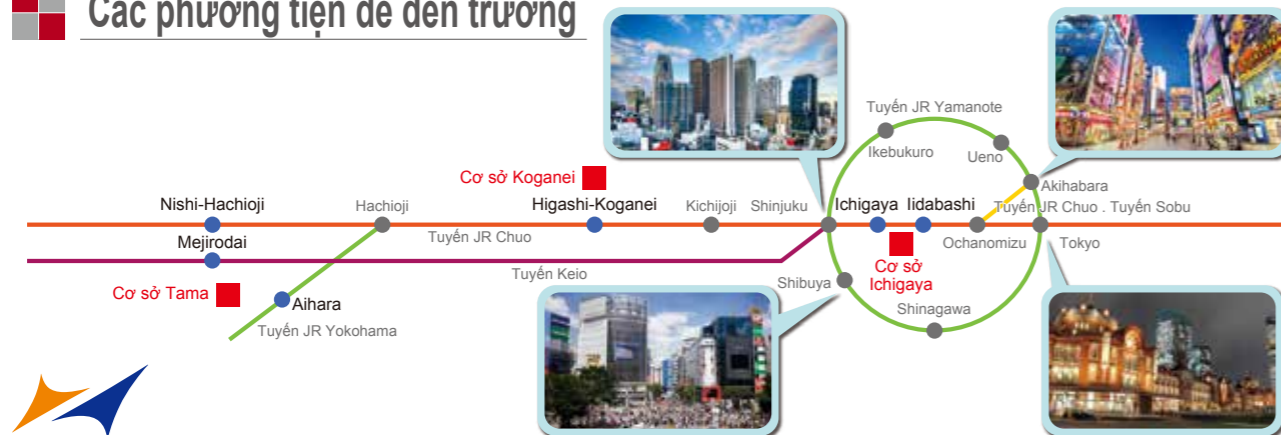 Các phương tiện để đến trường
Tuyến JR Yamanote
Ikebukuro
Ueno
Cơ sở Koganei
Akihabara
Nishi-Hachioji
Hachioji
Higashi-Koganei
Kichijoji
Shinjuku
Ichigaya
Iidabashi
Tuyến JR Chuo . Tuyến Sobu
Mejirodai
Tuyến JR Chuo
Ochanomizu
Tokyo
Tuyến Keio
Cơ sở
Ichigaya
Shibuya
Cơ sở Tama
Aihara
Shinagawa
Tuyến JR Yokohama